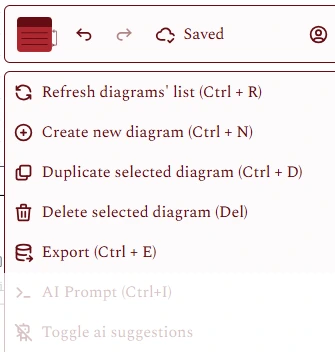 Saved
Refresh diagrams' list (Ctrl + R)
Create new diagram (Ctrl + N)
Duplicate selected diagram (Ctrl + D)
Delete selected diagram (Del)
Export (Ctrl + E)
AI Prompt (Ctrl+I)
Toggle ai suggestions